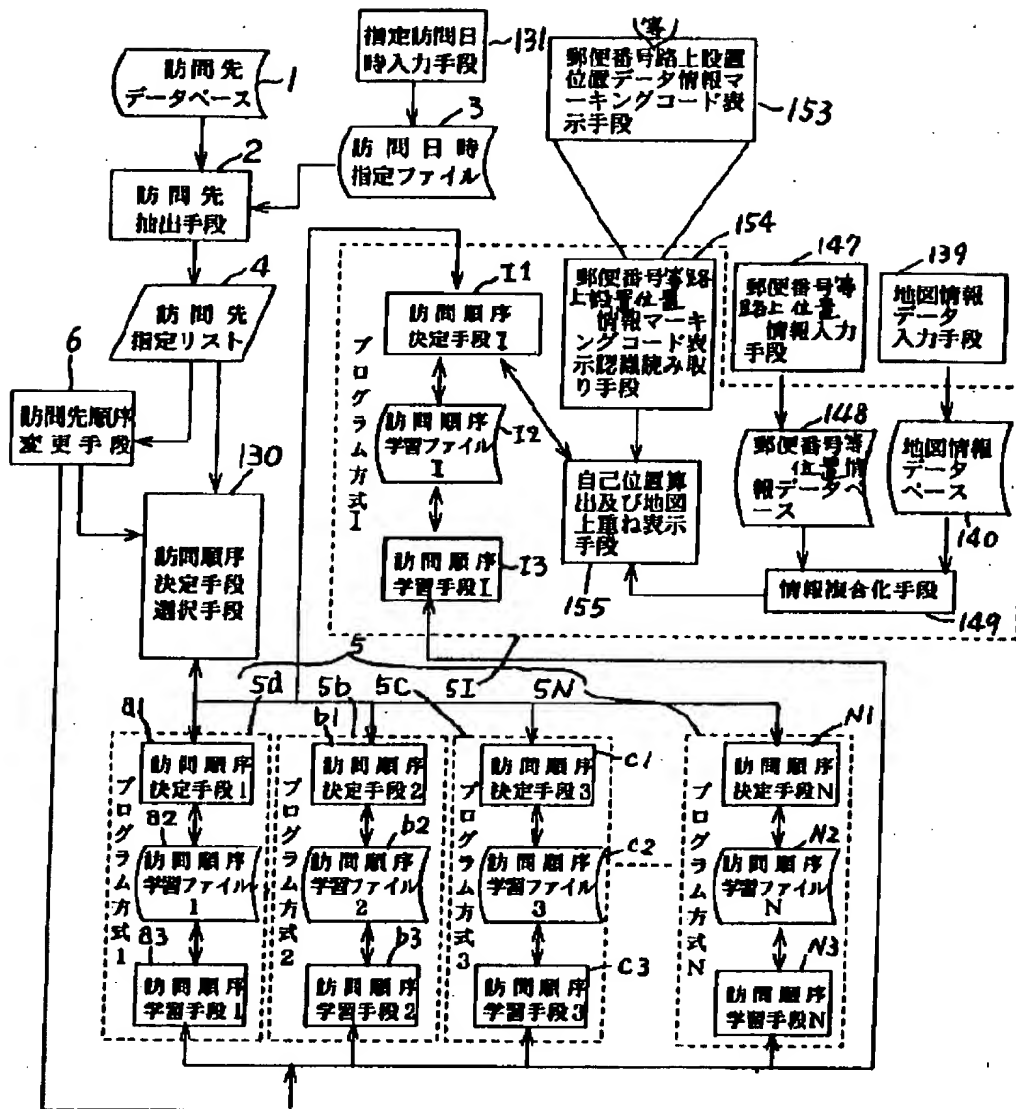 訪問先
データベース
1
指定訪問日
時入力手段
131
(客)
郵便番号路上設置
位置データ情報マ
ーキングコード表
示手段
153
2
訪問先
抽出手段
3
訪問日時
指定ファイル
4
訪問先
指定リスト
6
訪問先順序
変更手段
130
訪問順序
決定手段
選択手段
プログラム方式I
I1
訪問順序
決定手段I
I2
訪問順序
学習ファイル
I
I3
訪問順序
学習手段I
154
郵便番号客路
上設置位置
情報マーキ
ングコード表
示認識読み取
り手段
自己位置算
出及び地図
上重ね表示
手段
155
147
郵便番号
路上位置
情報入力
手段
139
地図情報
データ
入力手段
148
郵便番号
位置情
報データベ
ース
地図情報
データ
ベース
140
情報複合化手段
149
5
5a
5b
5C
5I
5N
プログラム方式1
a1
訪問順序
決定手段1
a2
訪問順序
学習ファイル
1
a3
訪問順序
学習手段1
プログラム方式2
b1
訪問順序
決定手段2
b2
訪問順序
学習ファイル
2
b3
訪問順序
学習手段2
プログラム方式3
C1
訪問順序
決定手段3
C2
訪問順序
学習ファイル
3
C3
訪問順序
学習手段3
プログラム方式N
N1
訪問順序
決定手段N
N2
訪問順序
学習ファイル
N
N3
訪問順序
学習手段N